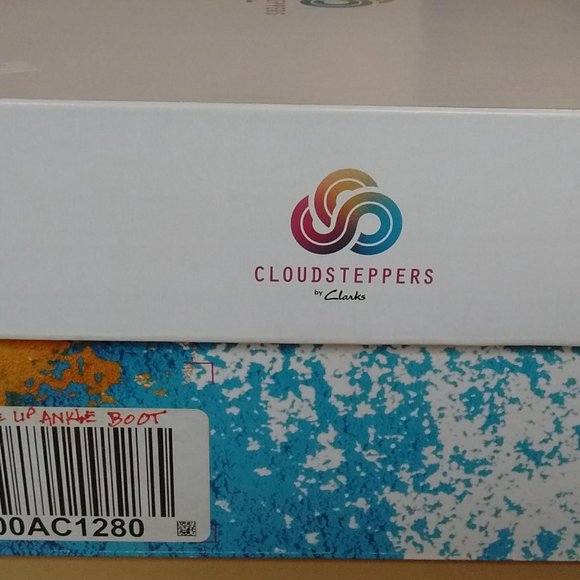 CLOUDSTEPPERS
by Clarks
E UP ANKLE BOOT
00AC1280